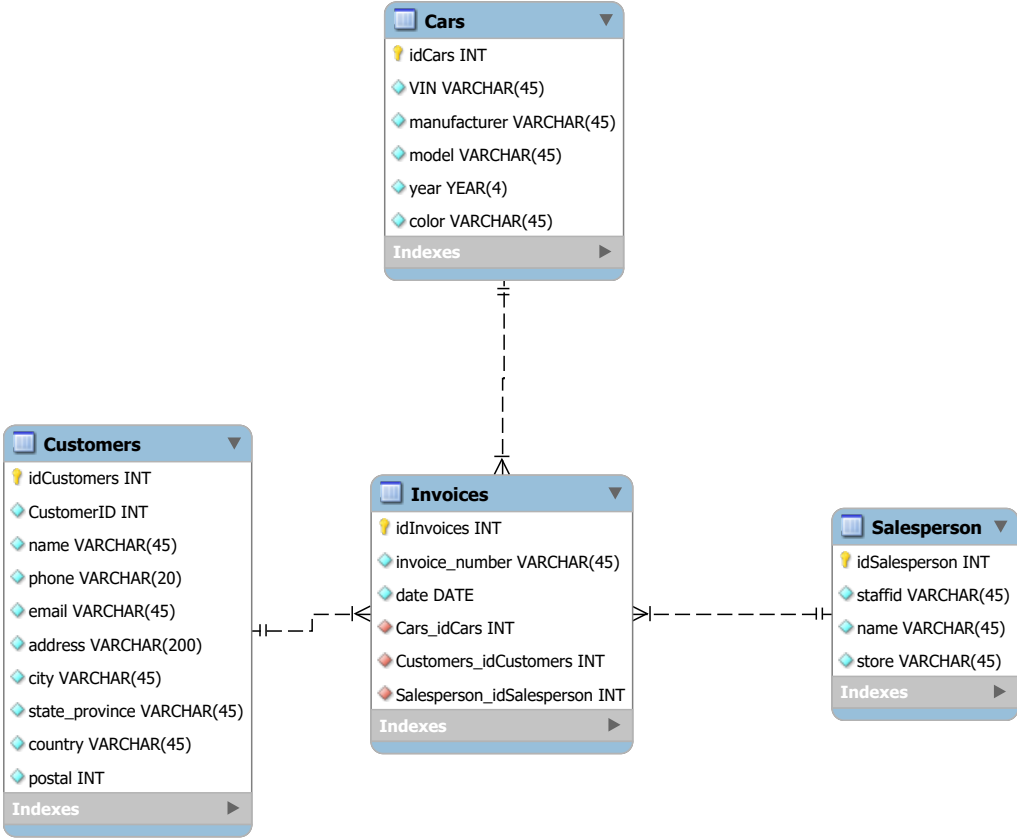 Cars
idCars INT
VIN VARCHAR(45)
manufacturer VARCHAR(45)
model VARCHAR(45)
year YEAR(4)
color VARCHAR(45)
Indexes
Customers
idCustomers INT
CustomerID INT
name VARCHAR(45)
phone VARCHAR(20)
email VARCHAR(45)
address VARCHAR(200)
city VARCHAR(45)
state_province VARCHAR(45)
country VARCHAR(45)
postal INT
Indexes
Invoices
idInvoices INT
invoice_number VARCHAR(45)
date DATE
Cars_idCars INT
Customers_idCustomers INT
Salesperson_idSalesperson INT
Indexes
Salesperson
idSalesperson INT
staffid VARCHAR(45)
name VARCHAR(45)
store VARCHAR(45)
Indexes